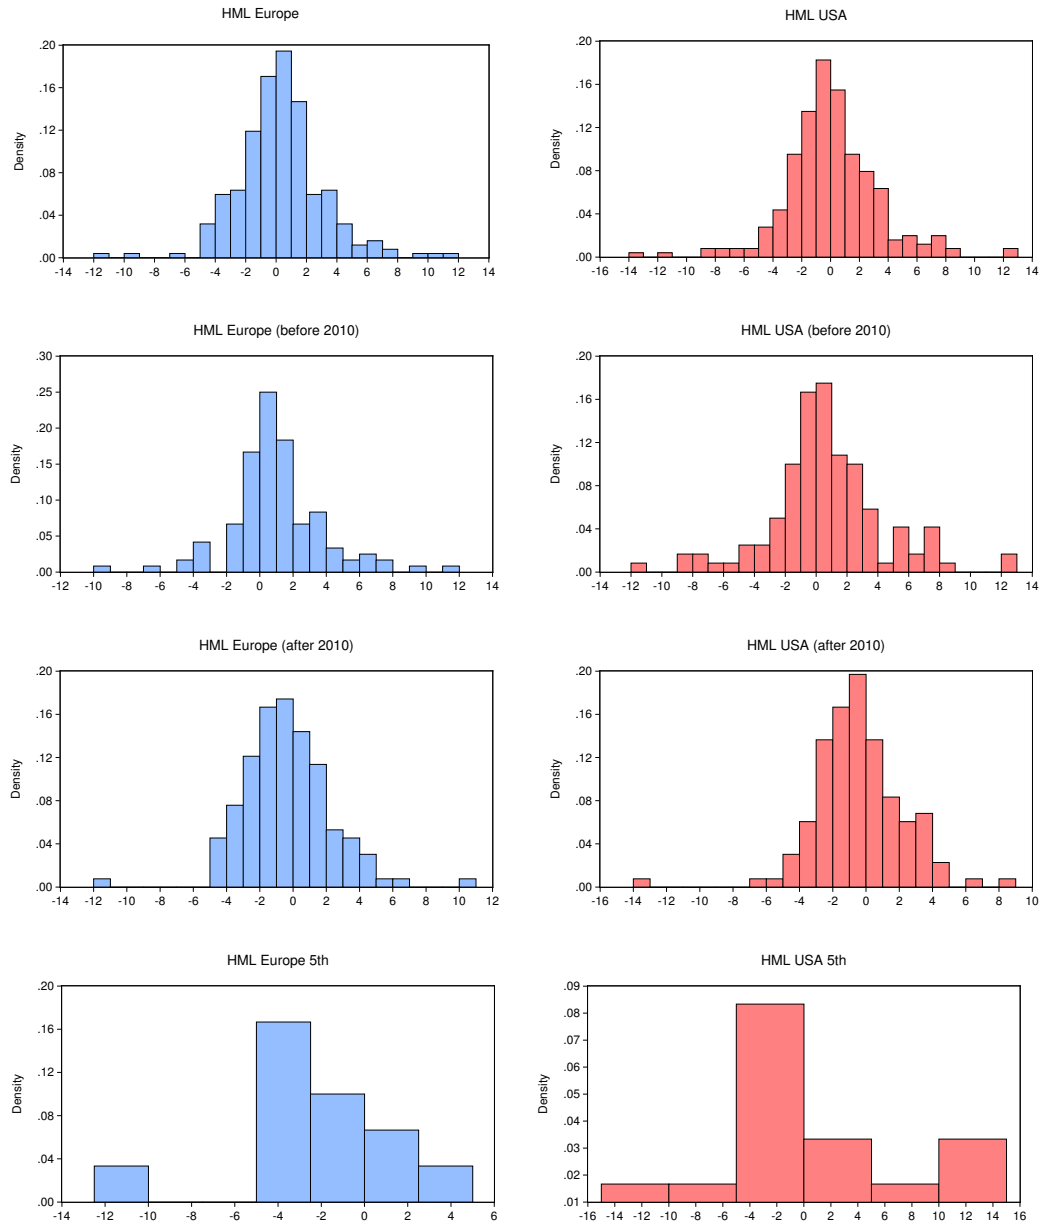 HML Europe
HML USA
.20
.16
.12
.08
.04
.00
Density
-14 -12 -10 -8 -6 -4 -2 0 2 4 6 8 10 12 14
.20
.16
.12
.08
.04
.00
Density
-16 -14 -12 -10 -8 -6 -4 -2 0 2 4 6 8 10 12 14
HML Europe (before 2010)
HML USA (before 2010)
.30
.25
.20
.15
.10
.05
.00
Density
-12 -10 -8 -6 -4 -2 0 2 4 6 8 10 12 14
.20
.16
.12
.08
.04
.00
Density
-14 -12 -10 -8 -6 -4 -2 0 2 4 6 8 10 12 14
HML Europe (after 2010)
HML USA (after 2010)
.20
.16
.12
.08
.04
.00
Density
-14 -12 -10 -8 -6 -4 -2 0 2 4 6 8 10 12
.20
.16
.12
.08
.04
.00
Density
-16 -14 -12 -10 -8 -6 -4 -2 0 2 4 6 8 10
HML Europe 5th
HML USA 5th
.20
.16
.12
.08
.04
.00
Density
-14 -12 -10 -8 -6 -4 -2 0 2 4 6
.09
.08
.07
.06
.05
.04
.03
.02
.01
Density
-16 -14 -12 -10 -8 -6 -4 -2 0 2 4 6 8 10 12 14 16